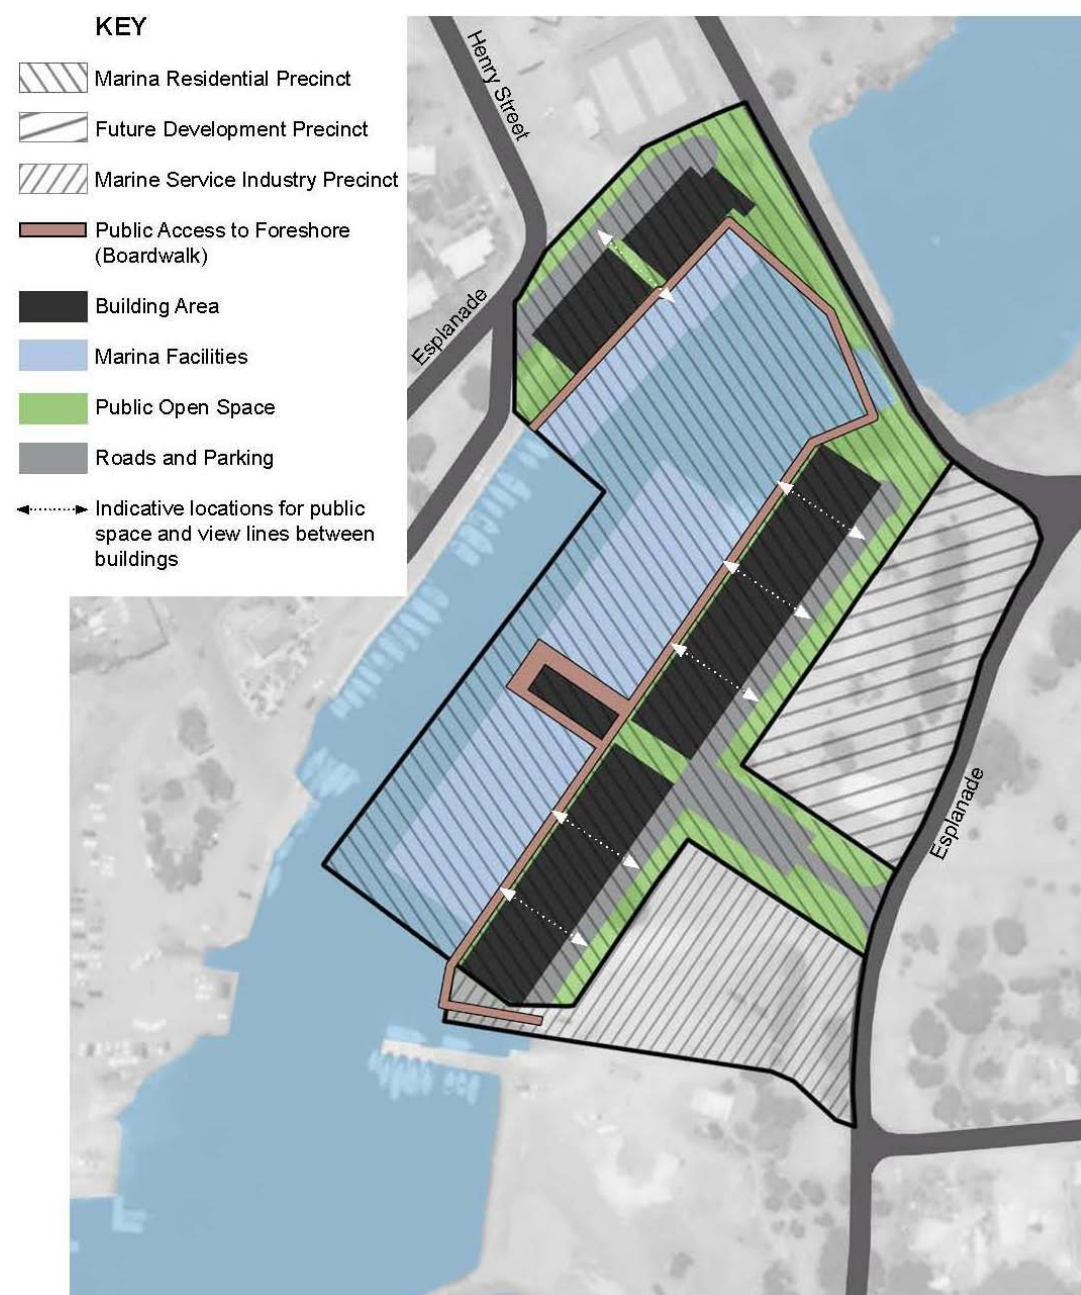 KEY
Marina Residential Precinct
Future Development Precinct
Marine Service Industry Precinct
Public Access to Foreshore
(Boardwalk)
Building Area
Marina Facilities
Public Open Space
Roads and Parking
Indicative locations for public
space and view lines between
buildings
Henry Street
Esplanade
Esplanade